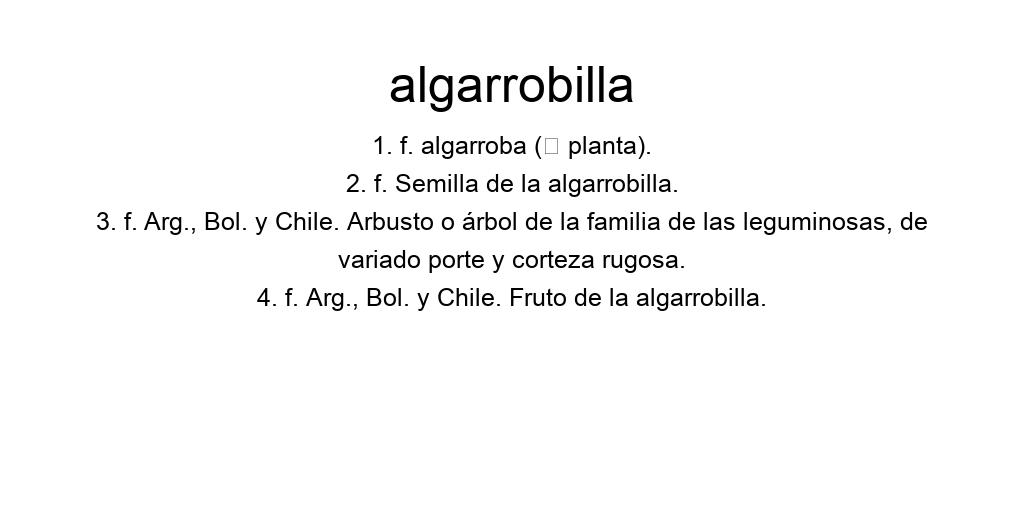 algarrobilla
1. f. algarroba (□ planta).
2. f. Semilla de la algarrobilla.
3. f. Arg., Bol. y Chile. Arbusto o árbol de la familia de las leguminosas, de
variado porte y corteza rugosa.
4. f. Arg., Bol. y Chile. Fruto de la algarrobilla.